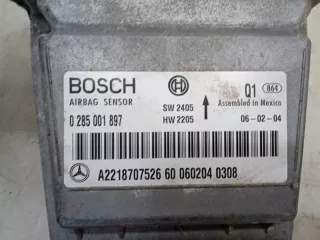 BOSCH
AIRBAG SENSOR
0 285 001 897
SW 2405
HW 2205
Q1 864
Assembled in Mexico
06-02-04
A2218707526 60 060204 0308